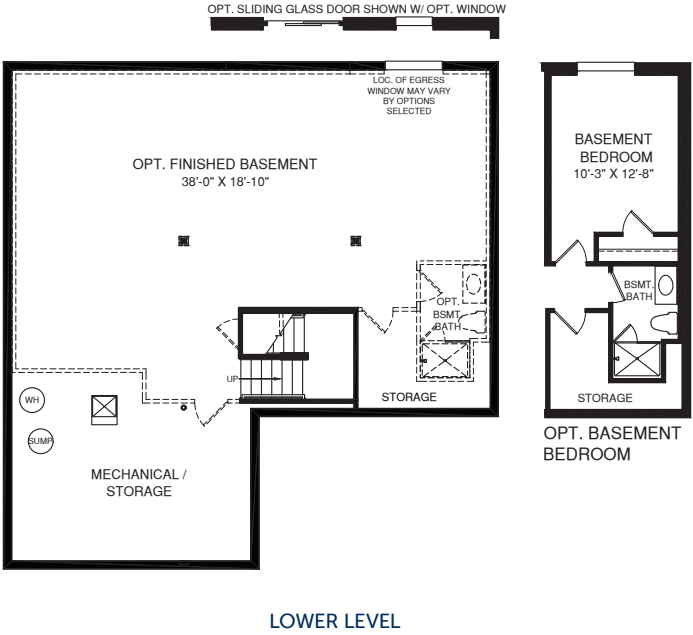 OPT. SLIDING GLASS DOOR SHOWN W/ OPT. WINDOW
LOC. OF EGRESS
WINDOW MAY VARY
BY OPTIONS
SELECTED
OPT. FINISHED BASEMENT
38'-0" X 18'-10"
OPT.
BSMT.
BATH
UP
STORAGE
WH
SUMP
MECHANICAL /
STORAGE
BASEMENT
BEDROOM
10'-3" X 12'-8"
BSMT.
BATH
STORAGE
OPT. BASEMENT
BEDROOM
LOWER LEVEL